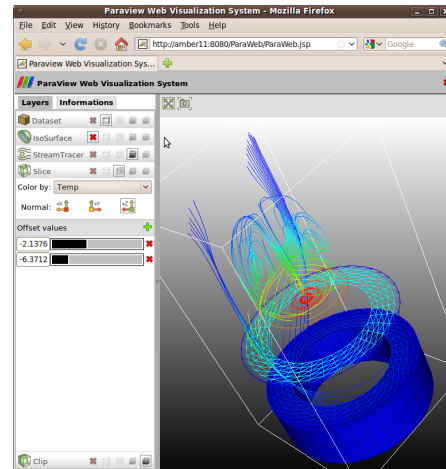 Paraview Web Visualization System - Mozilla Firefox
File Edit View History Bookmarks Tools Help
http://amber11:8080/ParaWeb/ParaWeb.jsp
Google
Paraview Web Visualization Sys...
ParaView Web Visualization System
Layers Informations
Dataset
IsoSurface
StreamTracer
Slice
Color by: Temp
Normal: +X +Y +Z
Offset values
-2.1376
-6.3712
Clip